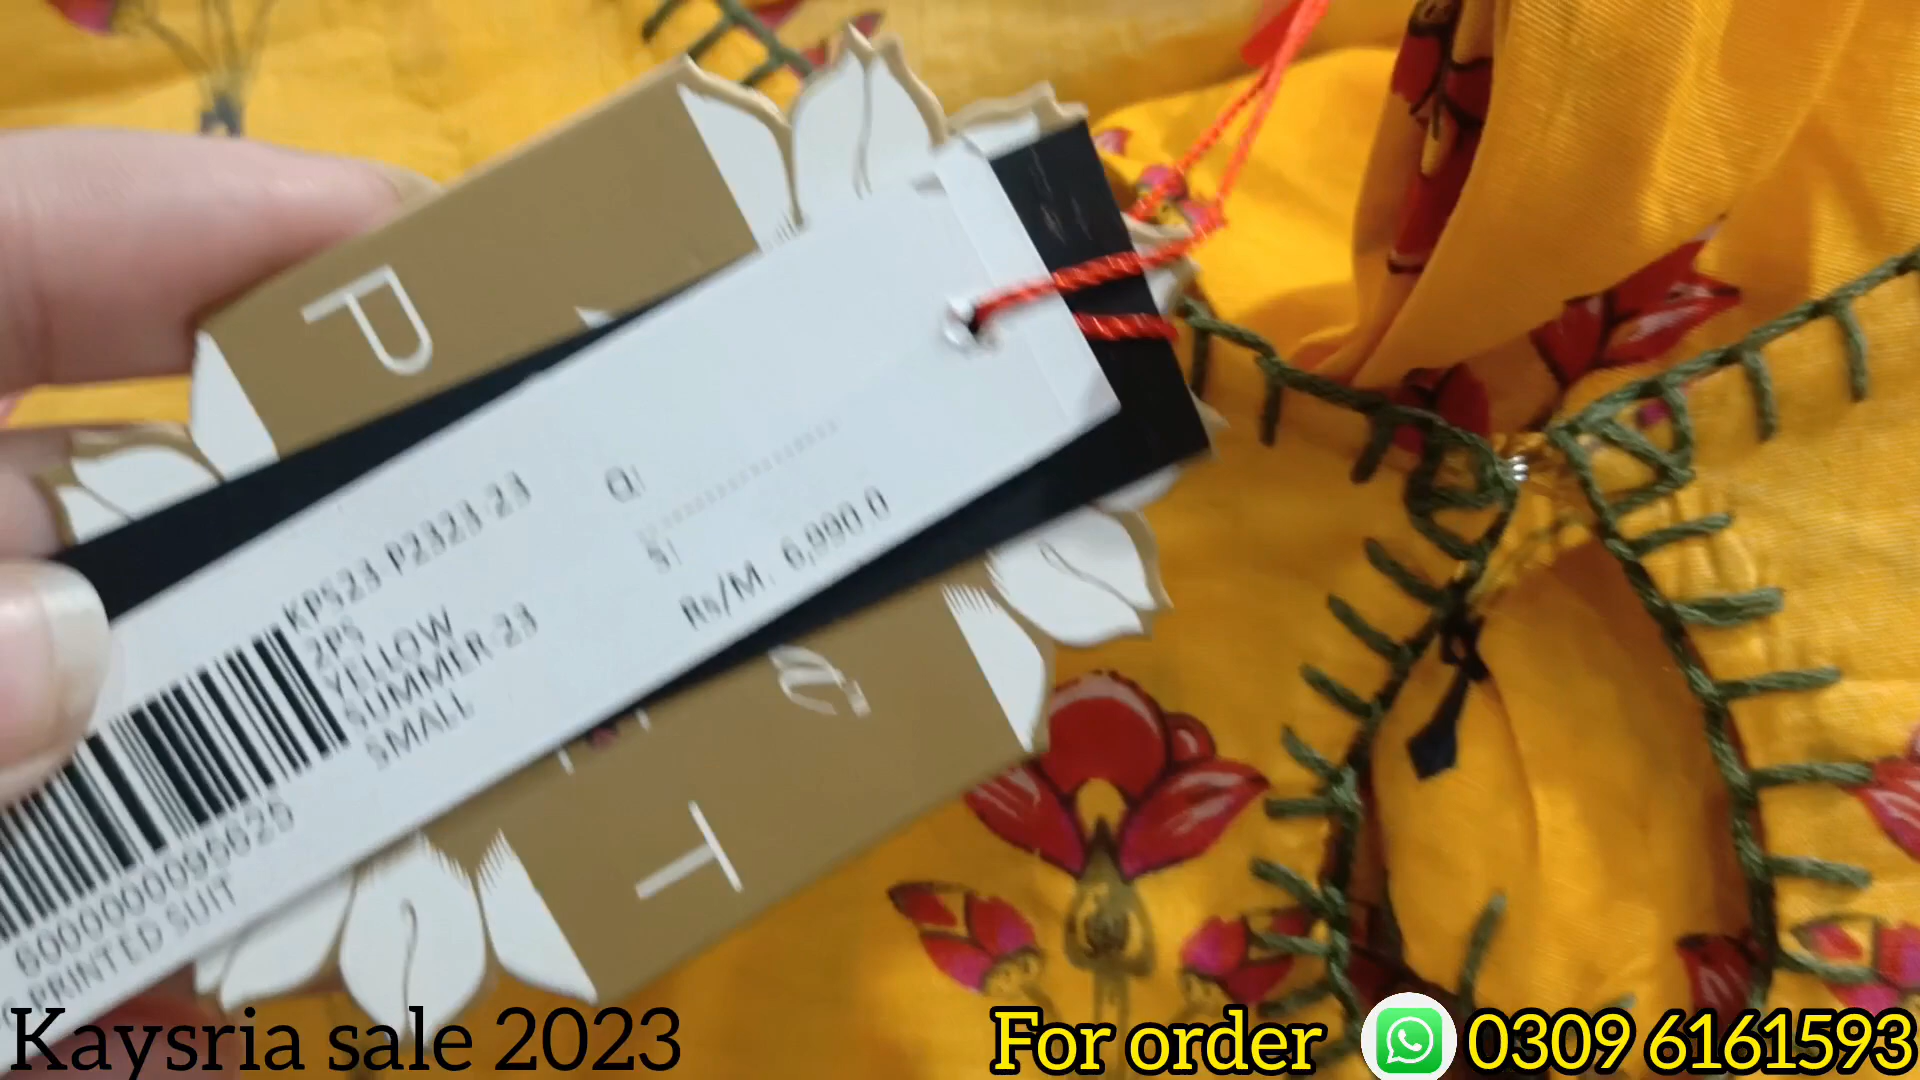 P
KPS23 P2323-23
2PS
YELLOW
SUMMER-23
SMALL
Q:
S:
Rs/M. 6,990.0
6000000095625
PRINTED SUIT
T
Kaysria sale 2023
For order 0309 6161593